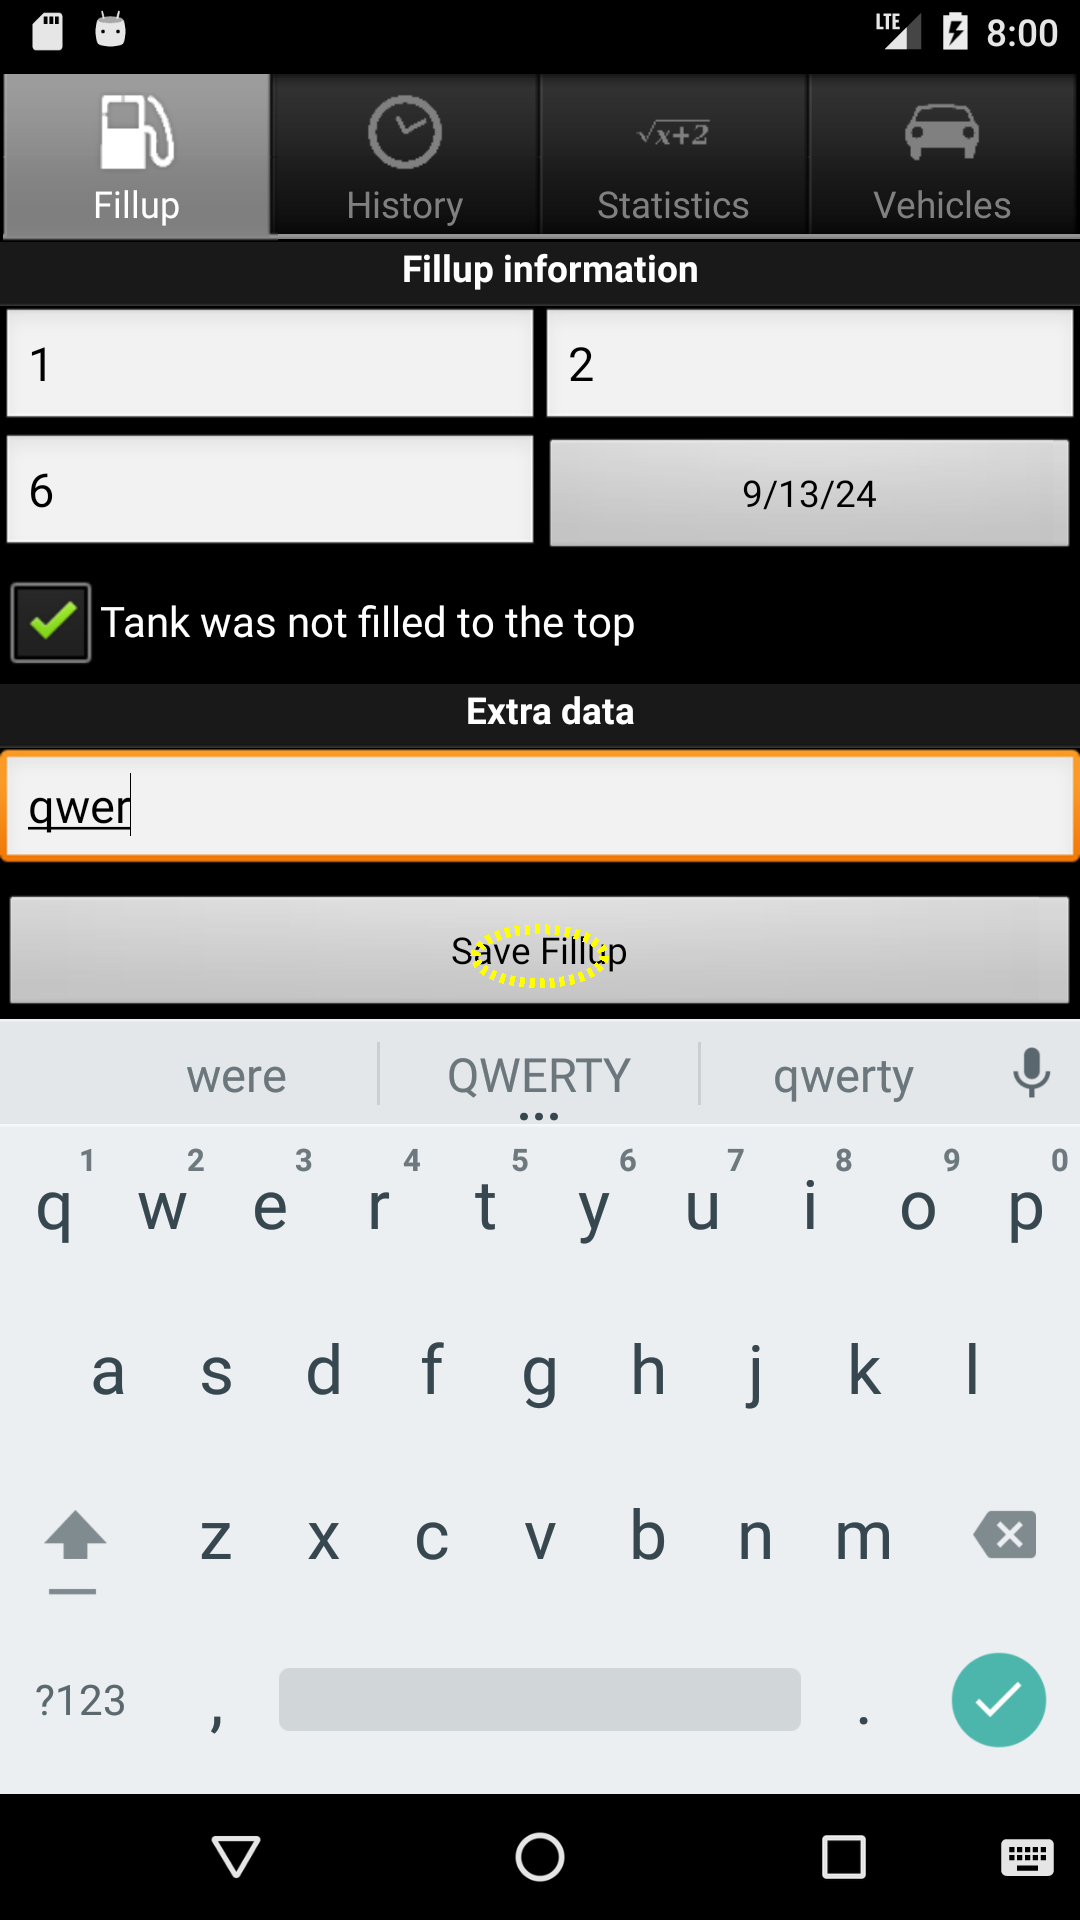 LTE 8:00
Fillup History √x+2 Statistics Vehicles
Fillup information
1 2
6 9/13/24
Tank was not filled to the top
Extra data
qwer
Save Fillup
were QWERTY qwerty
1 2 3 4 5 6 7 8 9 0
q w e r t y u i o p
a s d f g h j k l
z x c v b n m
?123 , .